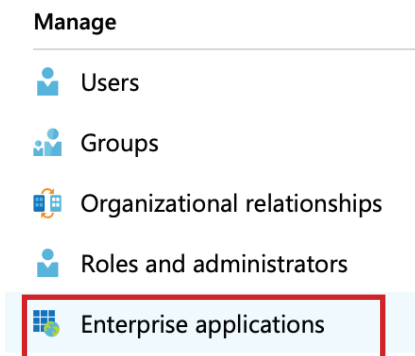 Manage
Users
Groups
Organizational relationships
Roles and administrators
Enterprise applications